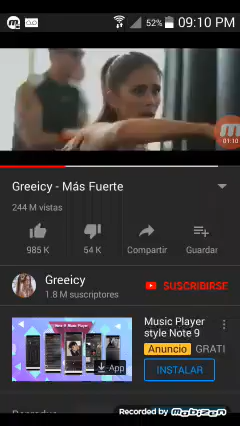 52% 09:10 PM
01:10
Greeicy - Más Fuerte
244 M vistas
985 K
54 K
Compartir
Guardar
Greeicy
1.8 M suscriptores
SUSCRIBIRSE
Music Player
style Note 9
Anuncio GRATI
INSTALAR
App
Recorded by Mobizen